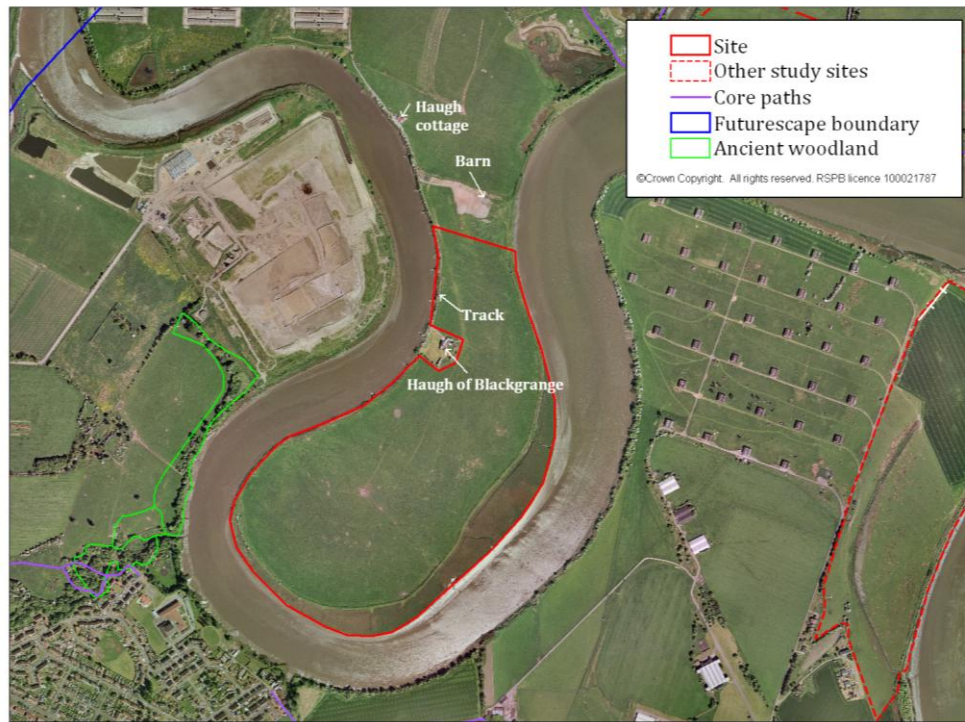 Site
Other study sites
Core paths
Futurescape boundary
Ancient woodland
©Crown Copyright. All rights reserved. RSPB licence 100021787
Haugh
cottage
Barn
Track
Haugh of Blackgrange